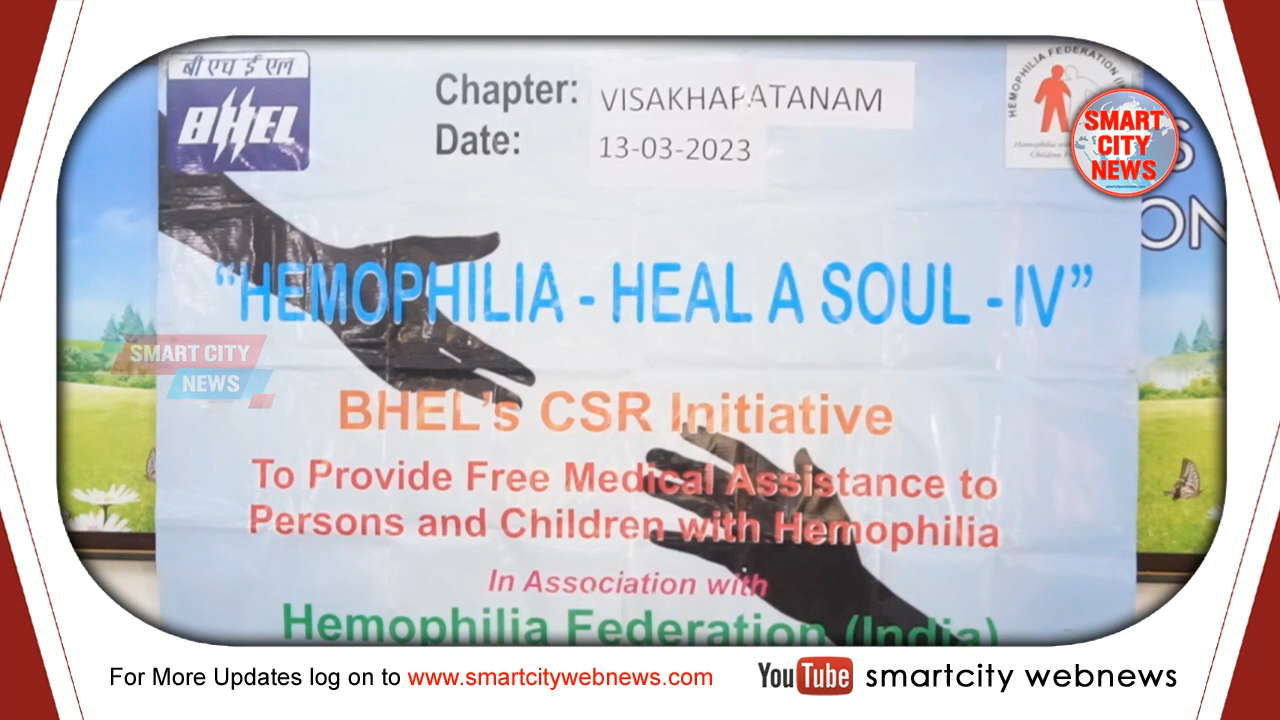 बी एच ई एल
BHEL
Chapter: VISAKHAPATANAM
Date: 13-03-2023
HEMOPHILIA FEDERATION
SMART
CITY
NEWS
"HEMOPHILIA - HEAL A SOUL - IV"
SMART CITY
NEWS
BHEL's CSR Initiative
To Provide Free Medical Assistance to
Persons and Children with Hemophilia
In Association with
Hemophilia Federation (India)
For More Updates log on to www.smartcitywebnews.com
YouTube smartcity webnews